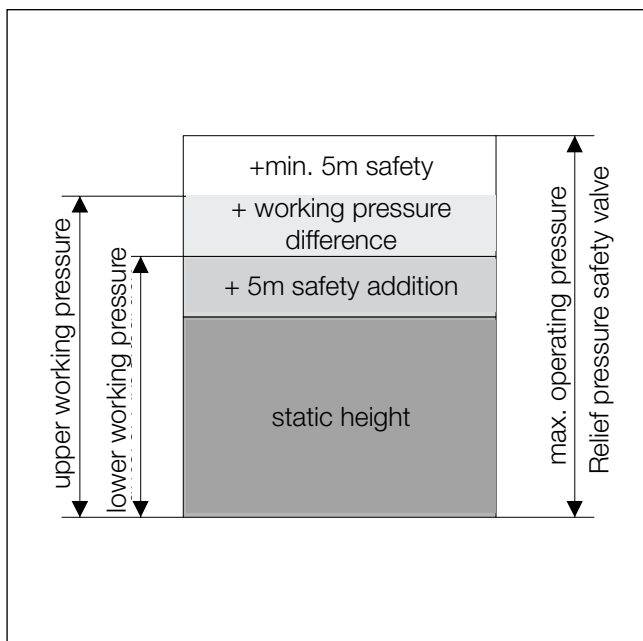 +min. 5m safety
+ working pressure
difference
+ 5m safety addition
static height
upper working pressure
lower working pressure
max. operating pressure
Relief pressure safety valve